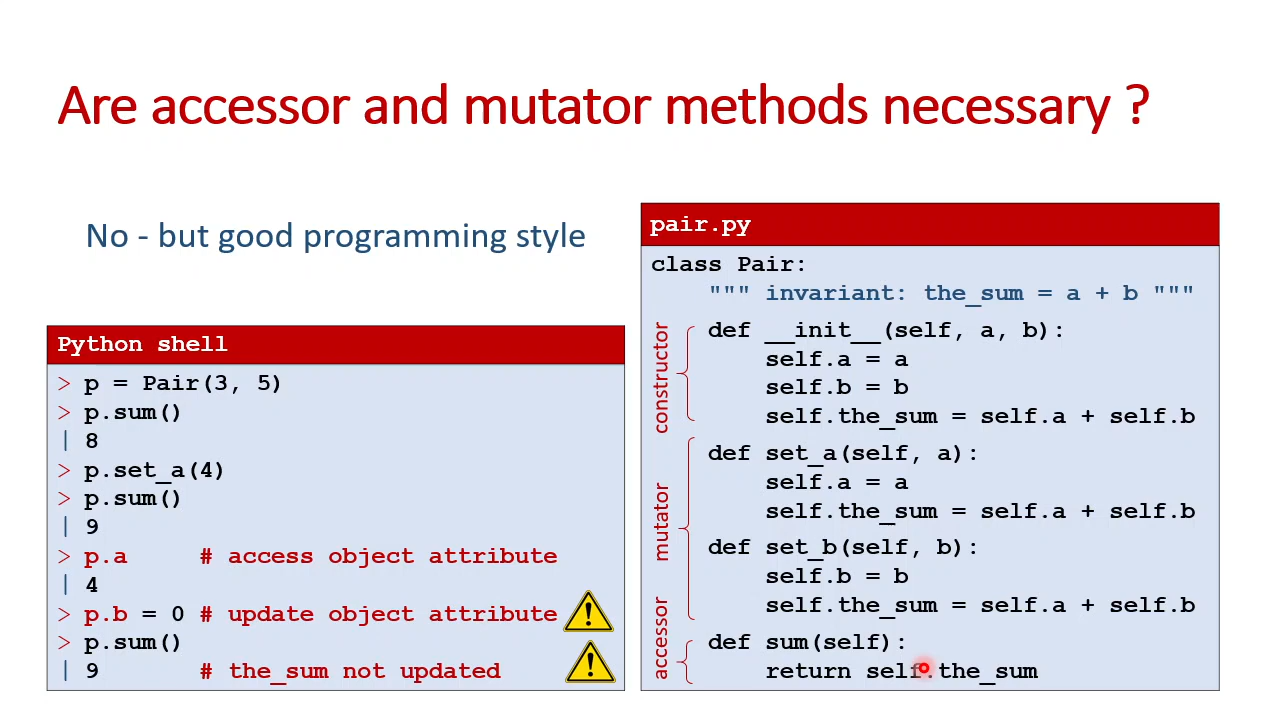 Are accessor and mutator methods necessary ?
No - but good programming style
Python shell
> p = Pair(3, 5)
> p.sum()
| 8
> p.set_a(4)
> p.sum()
| 9
> p.a     # access object attribute
| 4
> p.b = 0 # update object attribute
> p.sum()
| 9       # the_sum not updated
pair.py
class Pair:
    """ invariant: the_sum = a + b """
constructor
    def __init__(self, a, b):
        self.a = a
        self.b = b
        self.the_sum = self.a + self.b
mutator
    def set_a(self, a):
        self.a = a
        self.the_sum = self.a + self.b
    def set_b(self, b):
        self.b = b
        self.the_sum = self.a + self.b
accessor
    def sum(self):
        return self.the_sum